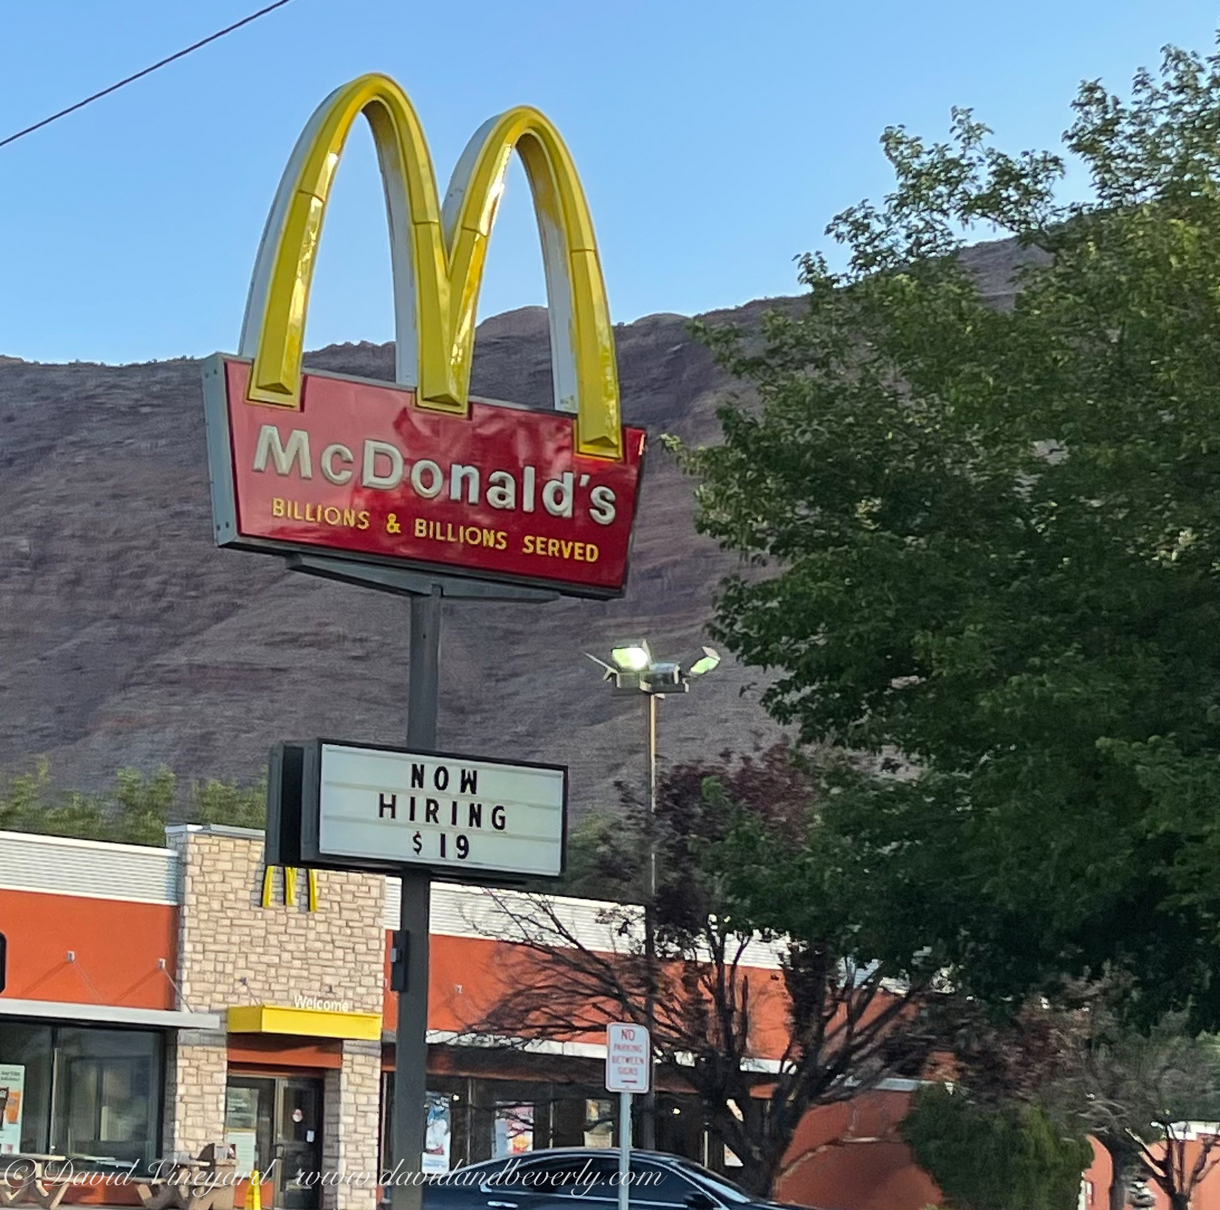 McDonald's
BILLIONS & BILLIONS SERVED
NOW
HIRING
$19
Welcome
NO
PARKING
BETWEEN
SIGNS
© David Vineyard www.davidandbeverly.com